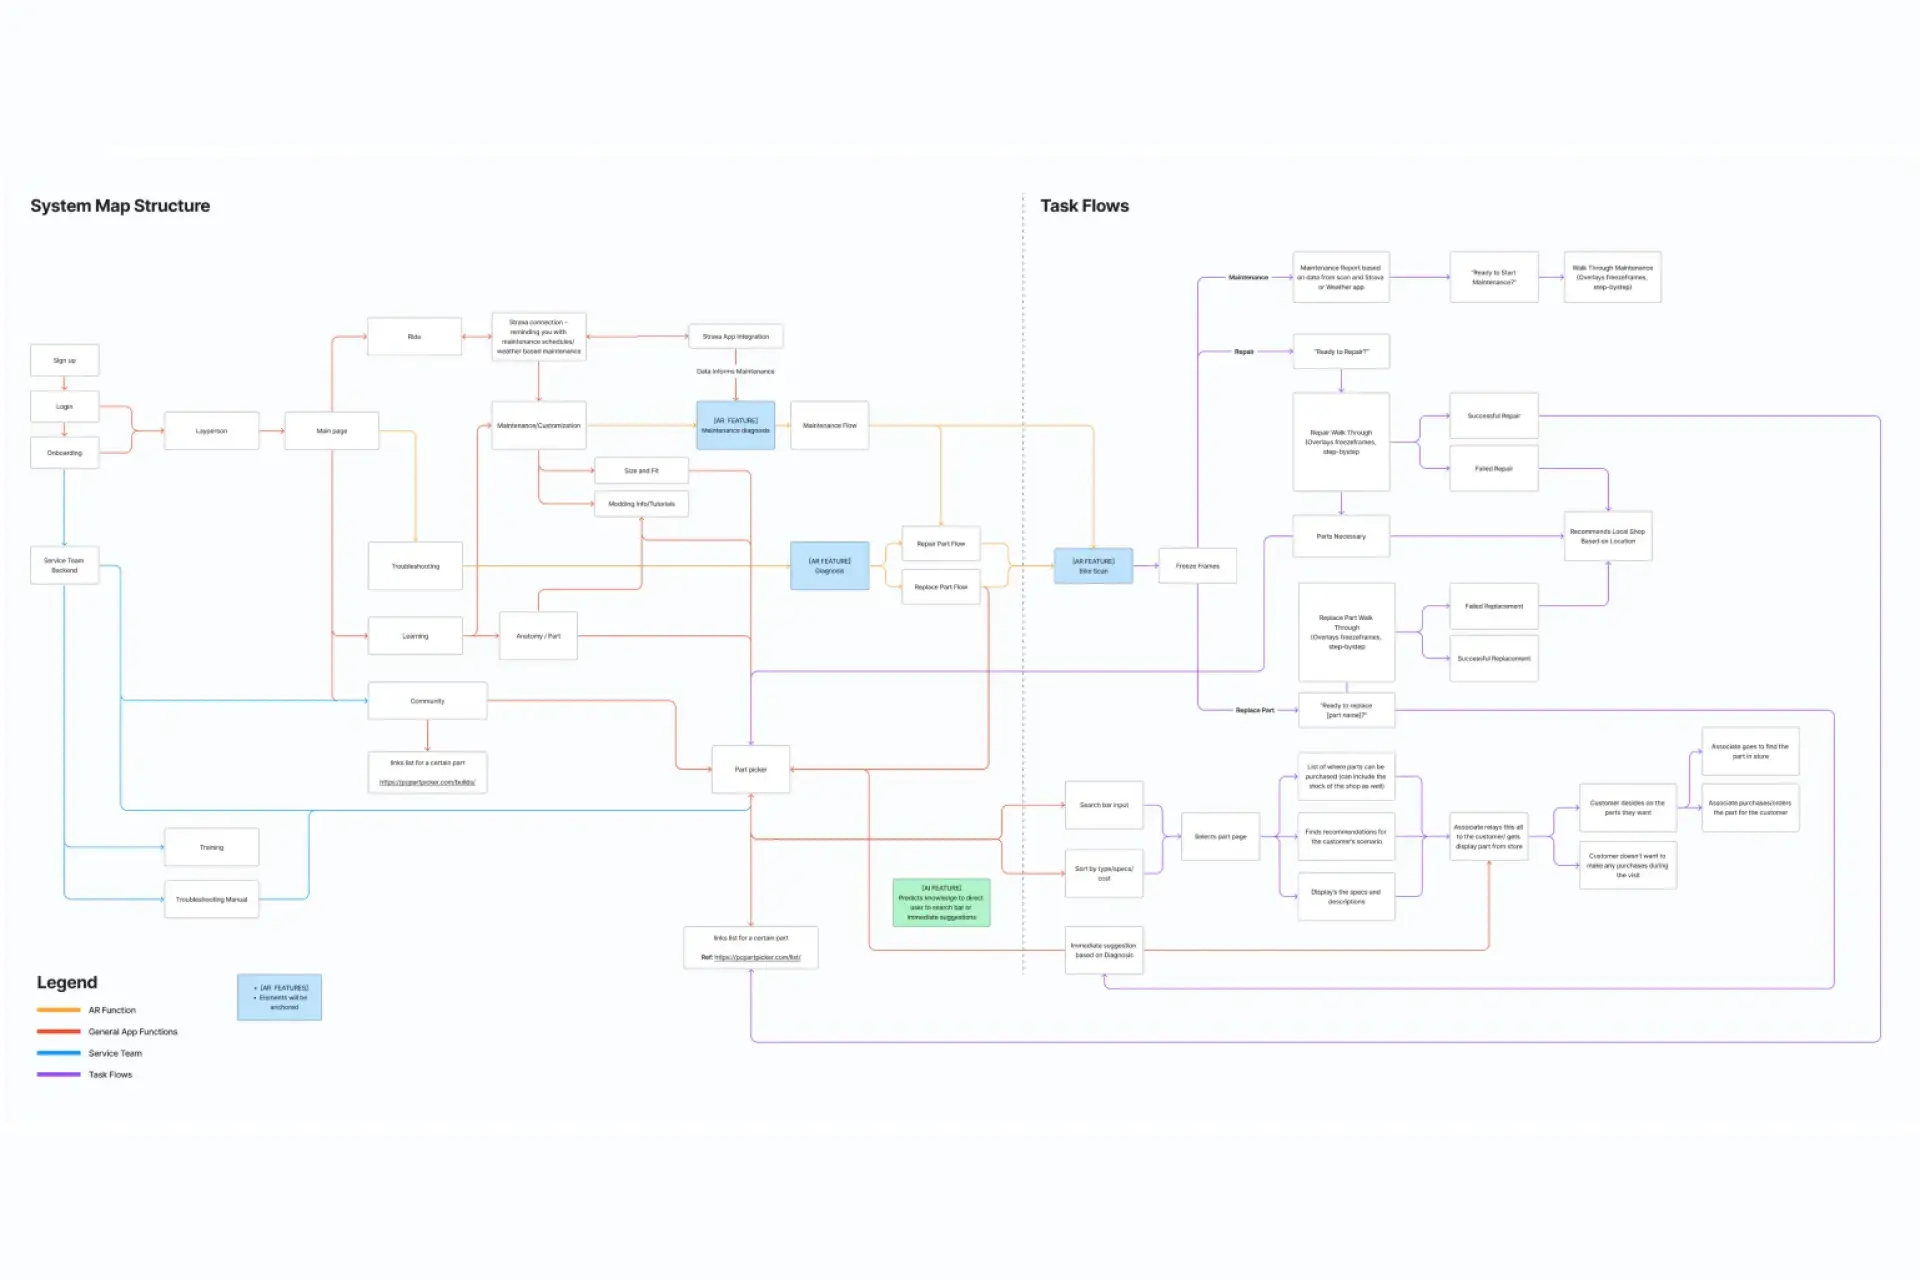 System Map Structure
Task Flows
Sign up
Login
Onboarding
Service Team
Backend
Layperson
Main page
Ride
Strava connection –
reminding you with
maintenance schedules/
weather based maintenance
Strava App Integration
Data Informs Maintenance
Maintenance/Customization
[AR FEATURE]
Maintenance diagnosis
Maintenance Flow
Size and Fit
Modding Info/Tutorials
Troubleshooting
[AR FEATURE]
Diagnosis
Repair Part Flow
Replace Part Flow
Learning
Anatomy / Part
Community
links list for a certain part
https://pcpartpicker.com/builds/
Part picker
Training
Troubleshooting Manual
links list for a certain part
Ref: https://pcpartpicker.com/list/
[AI FEATURE]
Predicts knowledge to direct
user to search bar or
immediate suggestions
[AR FEATURE]
Bike Scan
Freeze Frames
Maintenance
Maintenance Report based
on data from scan and Strava
or Weather app
"Ready to Start
Maintenance?"
Walk Through Maintenance
(Overlays freezeframes,
step-bystep)
Repair
"Ready to Repair?"
Repair Walk Through
(Overlays freezeframes,
step-bystep
Successful Repair
Failed Repair
Parts Necessary
Recommends Local Shop
Based on Location
Replace Part Walk
Through
(Overlays freezeframes,
step-bystep
Failed Replacement
Successful Replacement
Replace Part
"Ready to replace
[part name]?"
Search bar input
Sort by type/specs/
cost
Selects part page
List of where parts can be
purchased (can include the
stock of the shop as well)
Finds recommendations for
the customer's scenario
Display's the specs and
descriptions
Associate relays this all
to the customer/ gets
display part from store
Customer desides on the
parts they want
Customer doesn't want to
make any purchases during
the visit
Associate goes to find the
part in store
Associate purchases/orders
the part for the customer
Immediate suggestion
based on Diagnosis
Legend
AR Function
General App Functions
Service Team
Task Flows
• [AR FEATURES]
• Elements will be
anchored